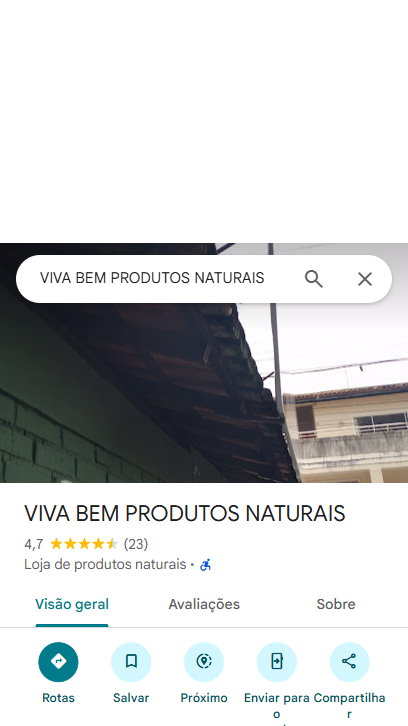 VIVA BEM PRODUTOS NATURAIS
VIVA BEM PRODUTOS NATURAIS
4,7 (23)
Loja de produtos naturais ·
Visão geral Avaliações Sobre
Rotas Salvar Próximo Enviar para Compartilha
o r